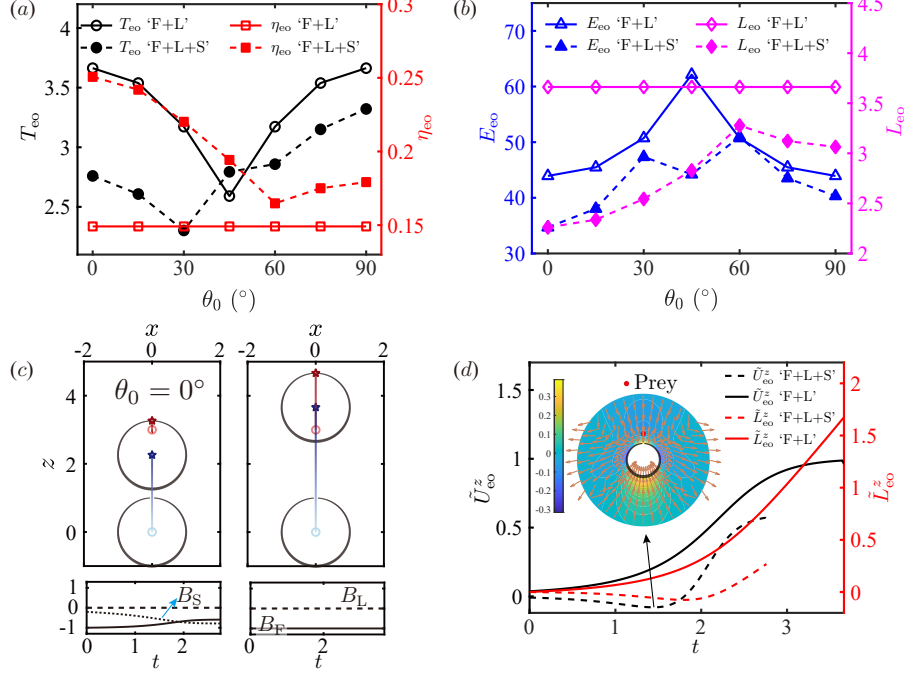 (a)
T_eo 'F+L'
η_eo 'F+L'
T_eo 'F+L+S'
η_eo 'F+L+S'
4
3.5
3
2.5
T_eo
0.3
0.25
0.2
0.15
η_eo
0 30 60 90
θ_0 (°)
(b)
E_eo 'F+L'
L_eo 'F+L'
E_eo 'F+L+S'
L_eo 'F+L+S'
70
60
50
40
30
E_eo
4.5
4
3.5
3
2.5
2
L_eo
0 30 60 90
θ_0 (°)
(c)
x
-2 0 2
x
-2 0 2
θ_0 = 0°
4
2
0
z
1
0
-1
B_S
B_L
B_F
0 1 2
t
0 2
t
(d)
Ũ^z_eo 'F+L+S'
Ũ^z_eo 'F+L'
L̃^z_eo 'F+L+S'
L̃^z_eo 'F+L'
Prey
0.3
0.2
0.1
0
-0.1
-0.2
-0.3
1.5
1
0.5
0
Ũ^z_eo
2
1.5
1
0.5
0
L̃^z_eo
0 1 2 3
t